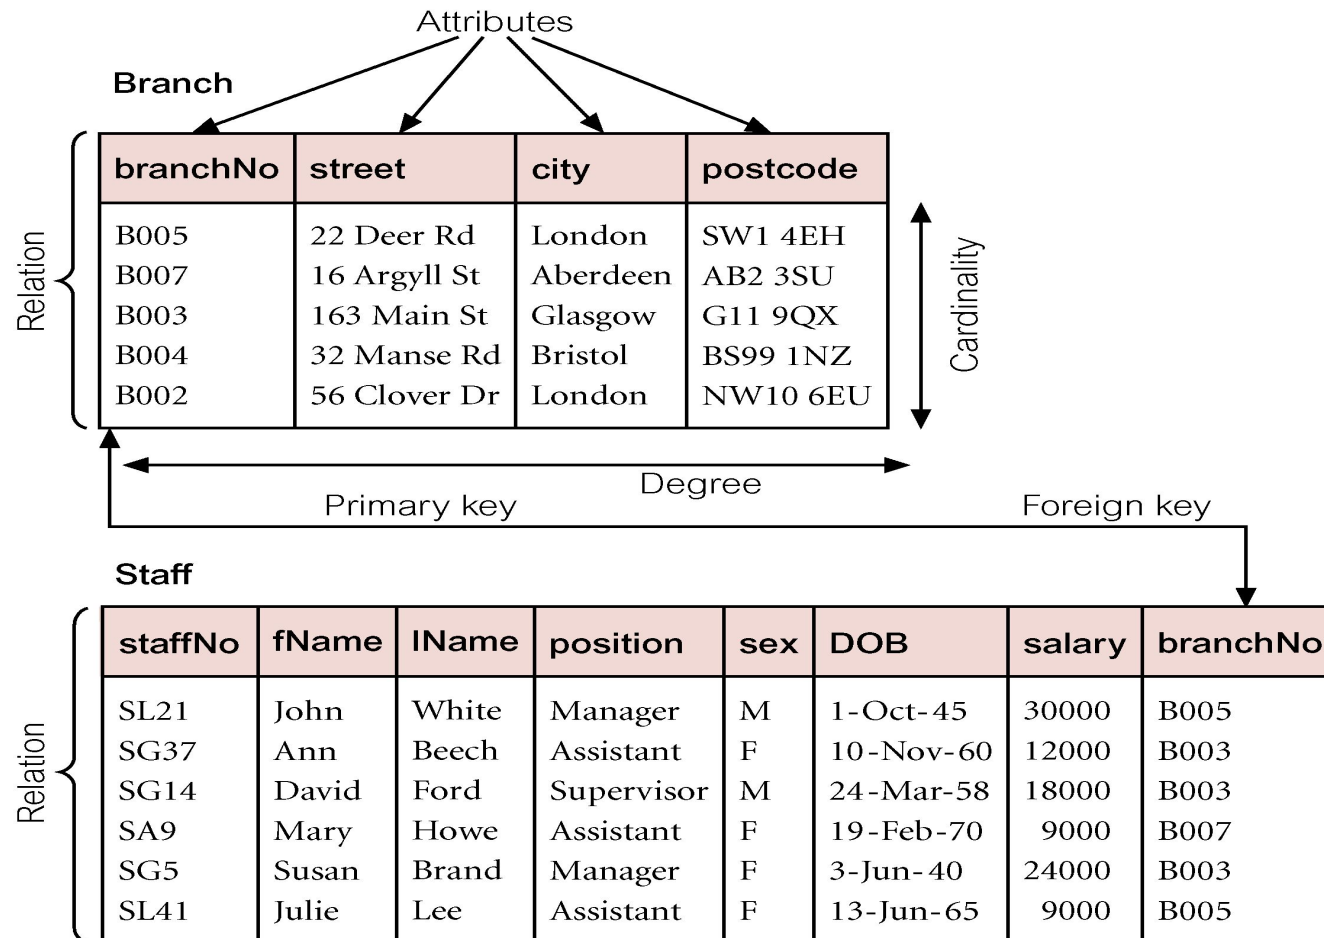 Attributes
Branch
branchNo street city postcode
B005 22 Deer Rd London SW1 4EH
B007 16 Argyll St Aberdeen AB2 3SU
B003 163 Main St Glasgow G11 9QX
B004 32 Manse Rd Bristol BS99 1NZ
B002 56 Clover Dr London NW10 6EU
Relation
Cardinality
Degree
Primary key Foreign key
Staff
staffNo fName lName position sex DOB salary branchNo
SL21 John White Manager M 1-Oct-45 30000 B005
SG37 Ann Beech Assistant F 10-Nov-60 12000 B003
SG14 David Ford Supervisor M 24-Mar-58 18000 B003
SA9 Mary Howe Assistant F 19-Feb-70 9000 B007
SG5 Susan Brand Manager F 3-Jun-40 24000 B003
SL41 Julie Lee Assistant F 13-Jun-65 9000 B005
Relation